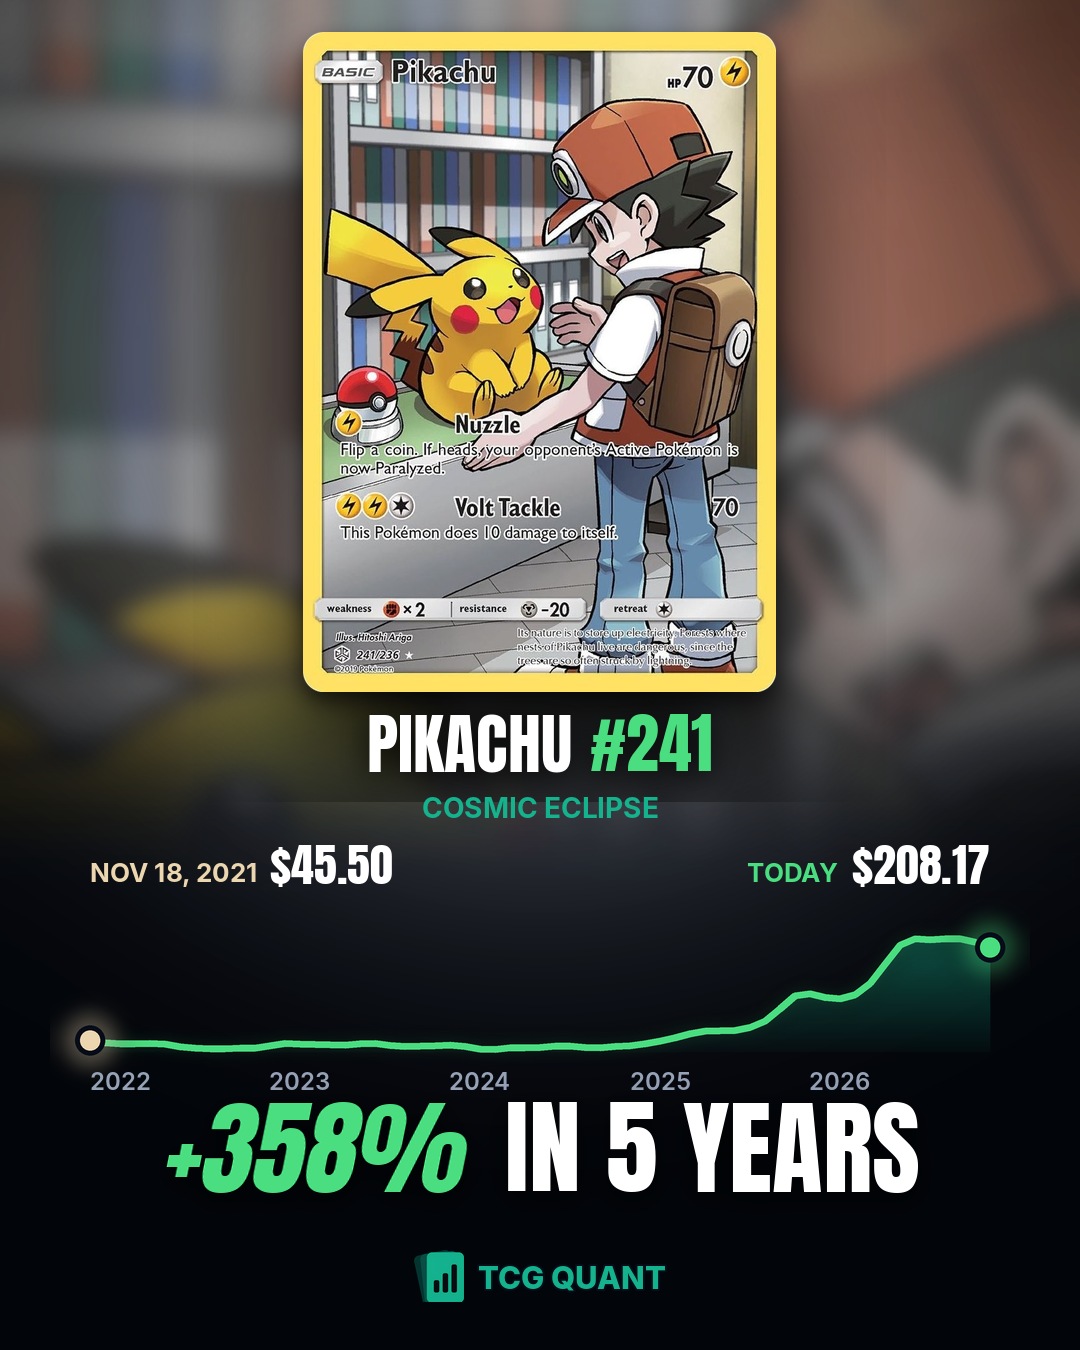 BASIC Pikachu HP 70
Nuzzle
Flip a coin. If heads, your opponent's Active Pokémon is
now Paralyzed.
Volt Tackle 70
This Pokémon does 10 damage to itself.
weakness ×2 resistance -20 retreat
Illus. Hitoshi Ariga
241/236
©2019 Pokémon
Its nature is to store up electricity. Forests where
nests of Pikachu live are dangerous, since the
trees are so often struck by lightning.
PIKACHU #241
COSMIC ECLIPSE
NOV 18, 2021 $45.50
TODAY $208.17
2022 2023 2024 2025 2026
+358% IN 5 YEARS
TCG QUANT